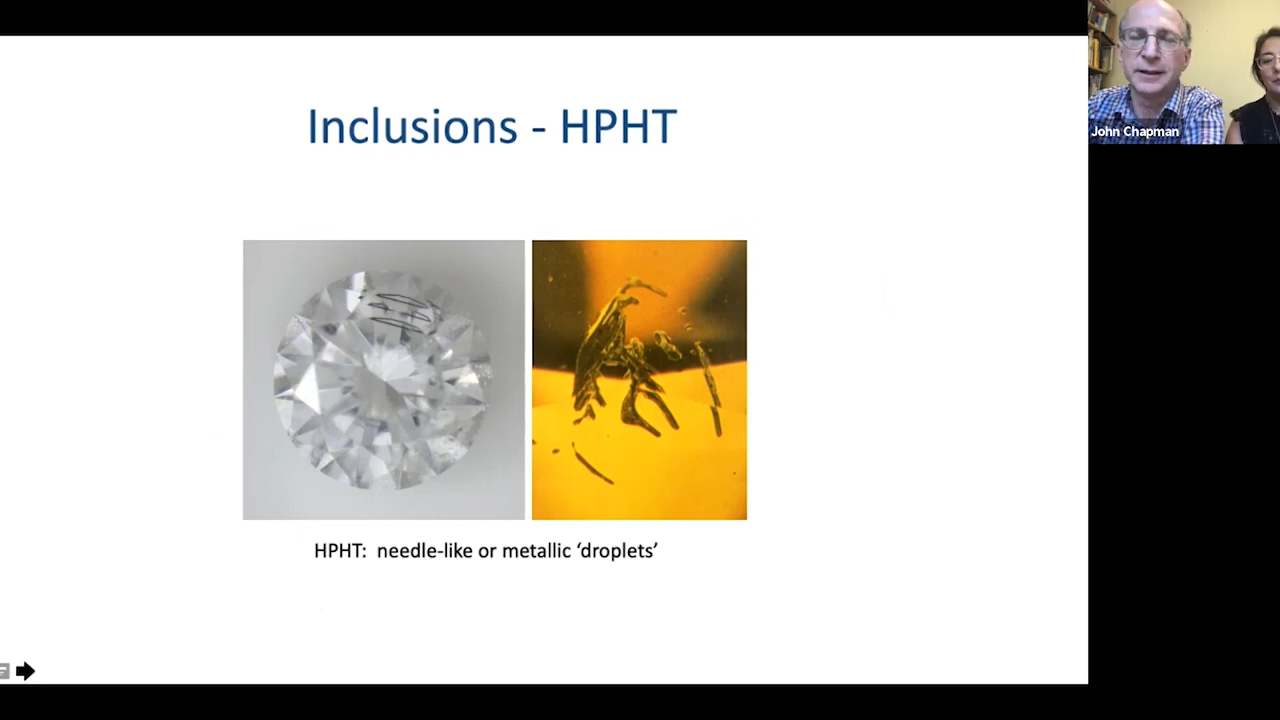 Inclusions - HPHT
John Chapman
HPHT: needle-like or metallic ‘droplets’